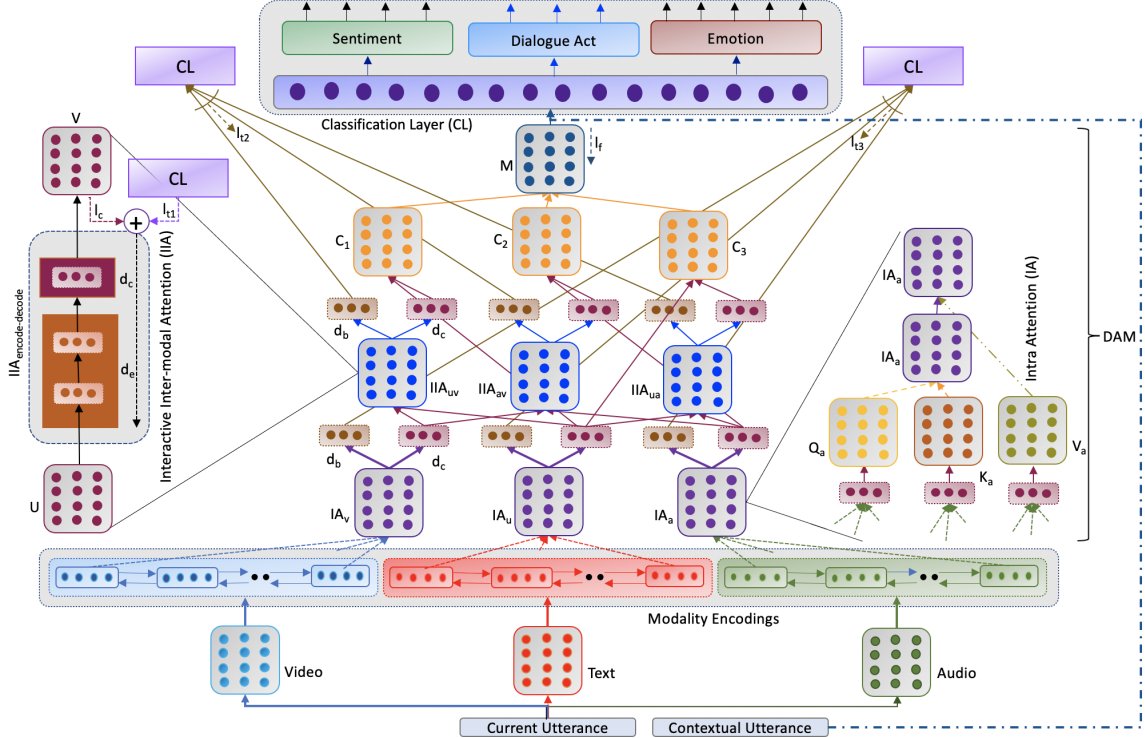 Sentiment
Dialogue Act
Emotion
CL
CL
Classification Layer (CL)
V
l_t2
M
l_f
l_t3
CL
l_c
l_t1
+
C_1
C_2
C_3
IIA_encode-decode
d_c
d_e
Interactive Inter-modal Attention (IIA)
U
d_b
d_c
IIA_uv
IIA_av
IIA_ua
d_b
d_c
IA_v
IA_u
IA_a
IA_a
IA_a
Intra Attention (IA)
DAM
Q_a
K_a
V_a
Modality Encodings
Video
Text
Audio
Current Utterance
Contextual Utterance